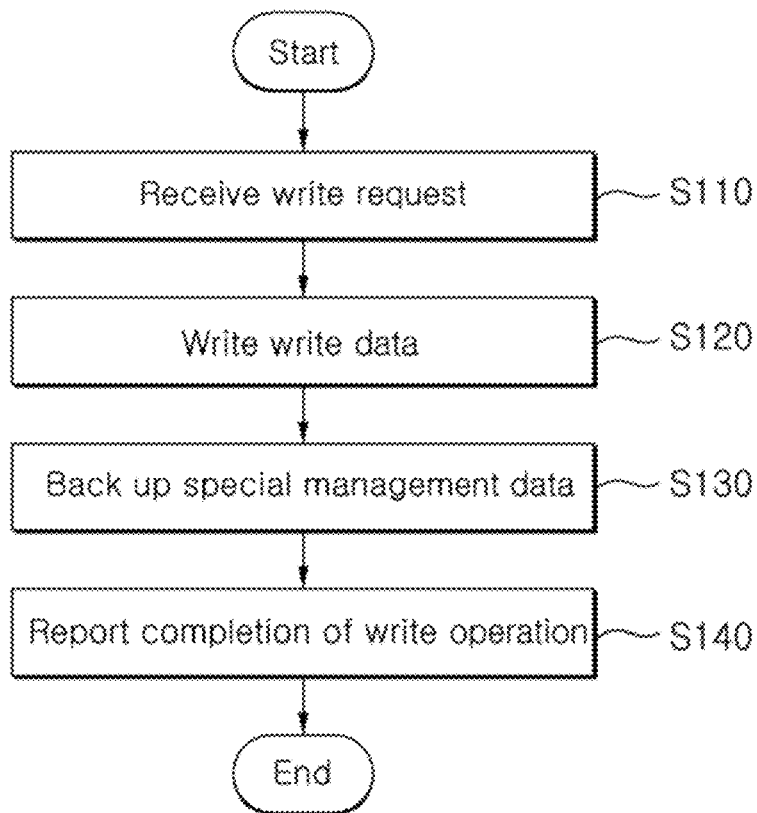 Start
Receive write request
S110
Write write data
S120
Back up special management data
S130
Report completion of write operation
S140
End